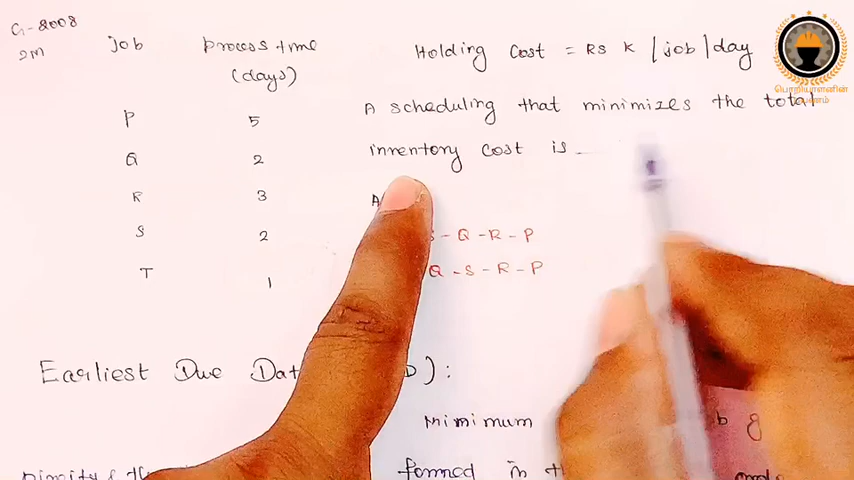 G-2008
2M
Job process time (days)
P 5
Q 2
R 3
S 2
T 1
Holding Cost = RS K /job/day
A scheduling that minimizes the total
inventory cost is
S - Q - R - P
Q - S - R - P
Earliest Due
Minimum
formed in
பொறியாளனின்